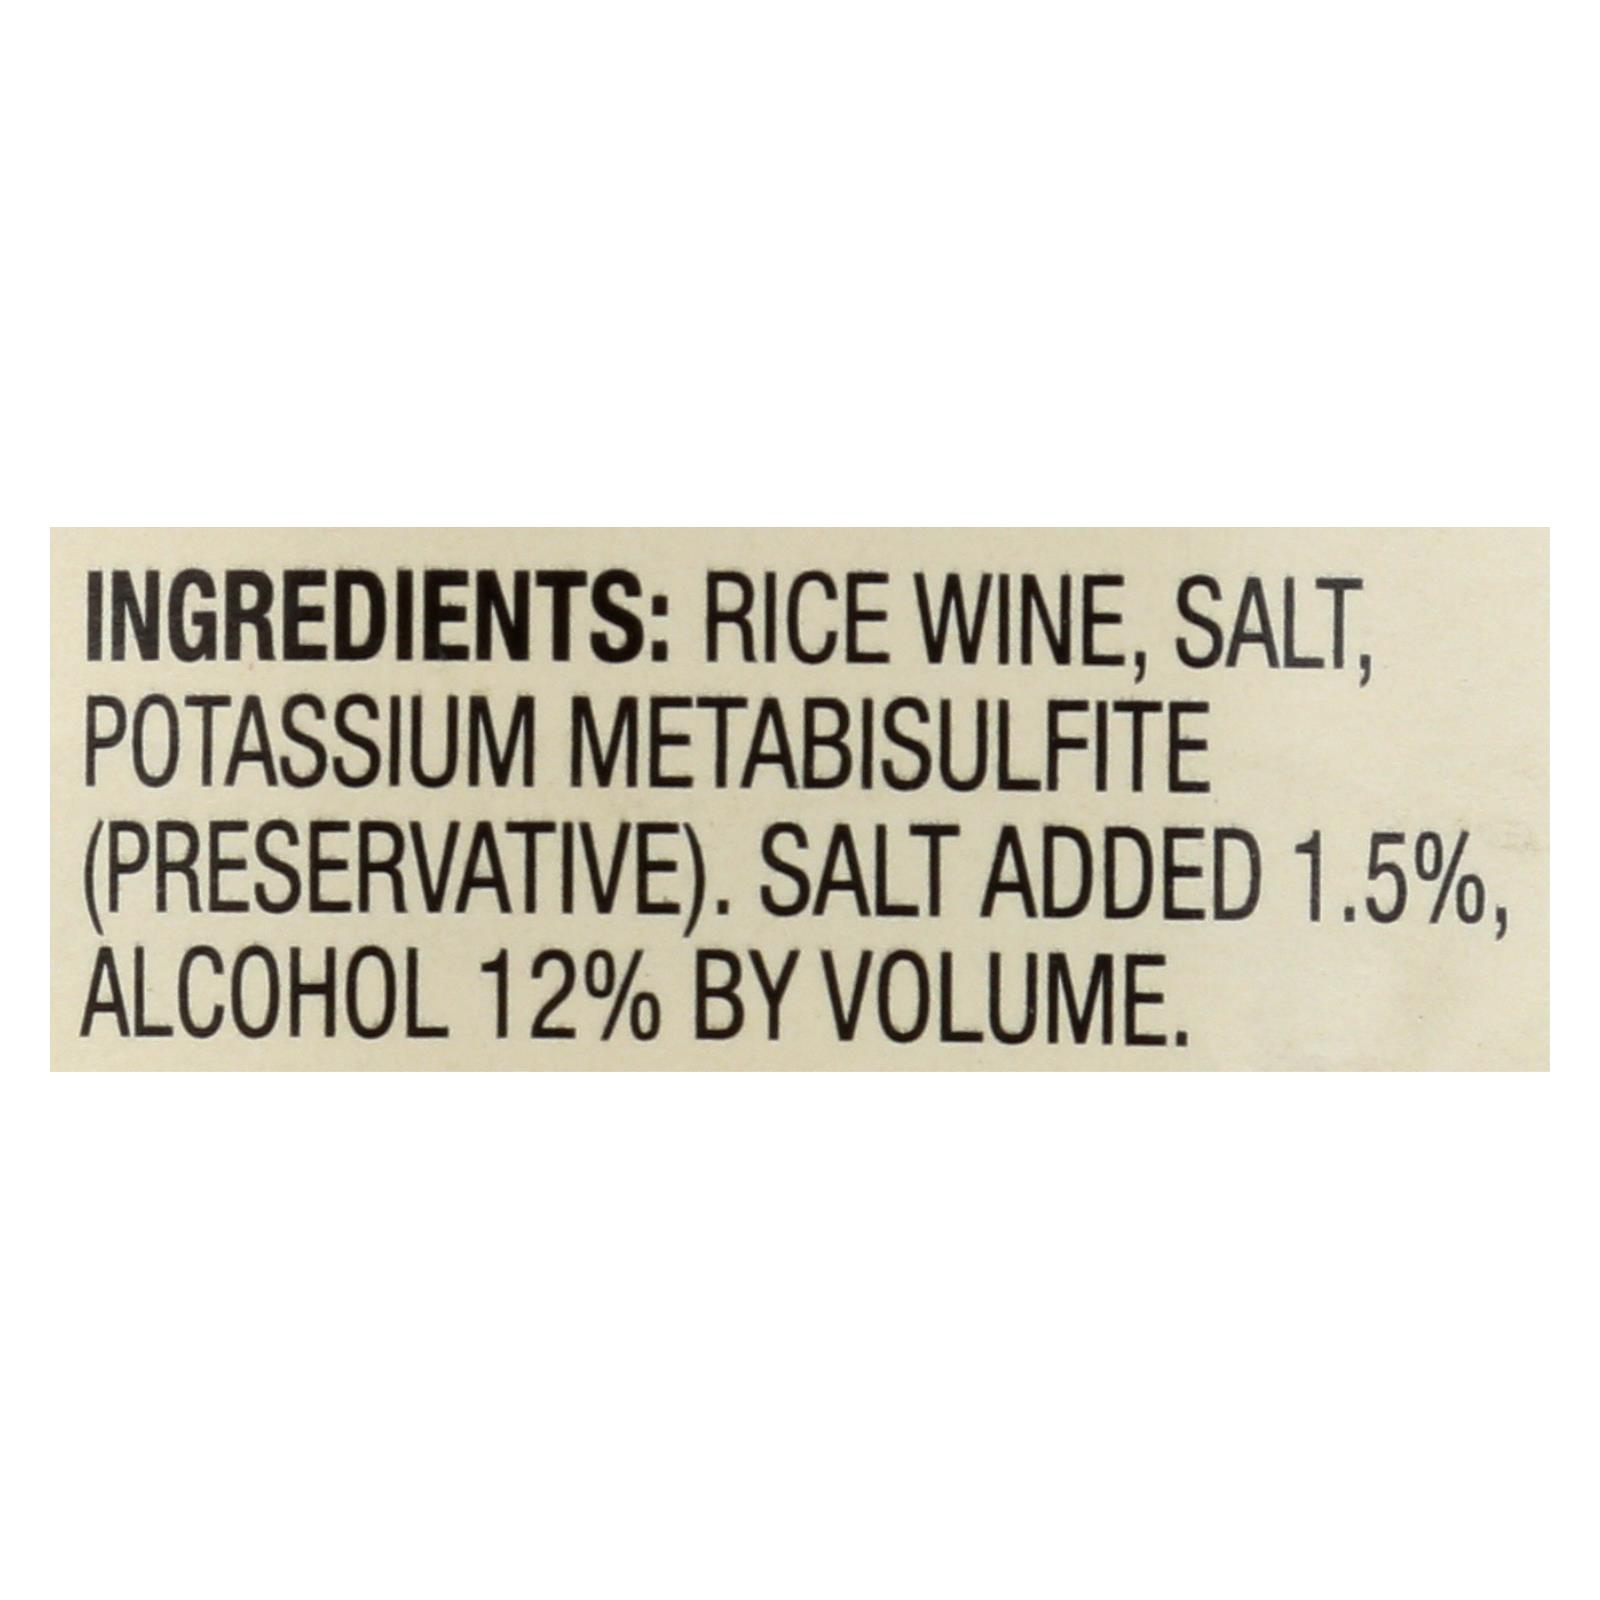 INGREDIENTS: RICE WINE, SALT,
POTASSIUM METABISULFITE
(PRESERVATIVE). SALT ADDED 1.5%,
ALCOHOL 12% BY VOLUME.